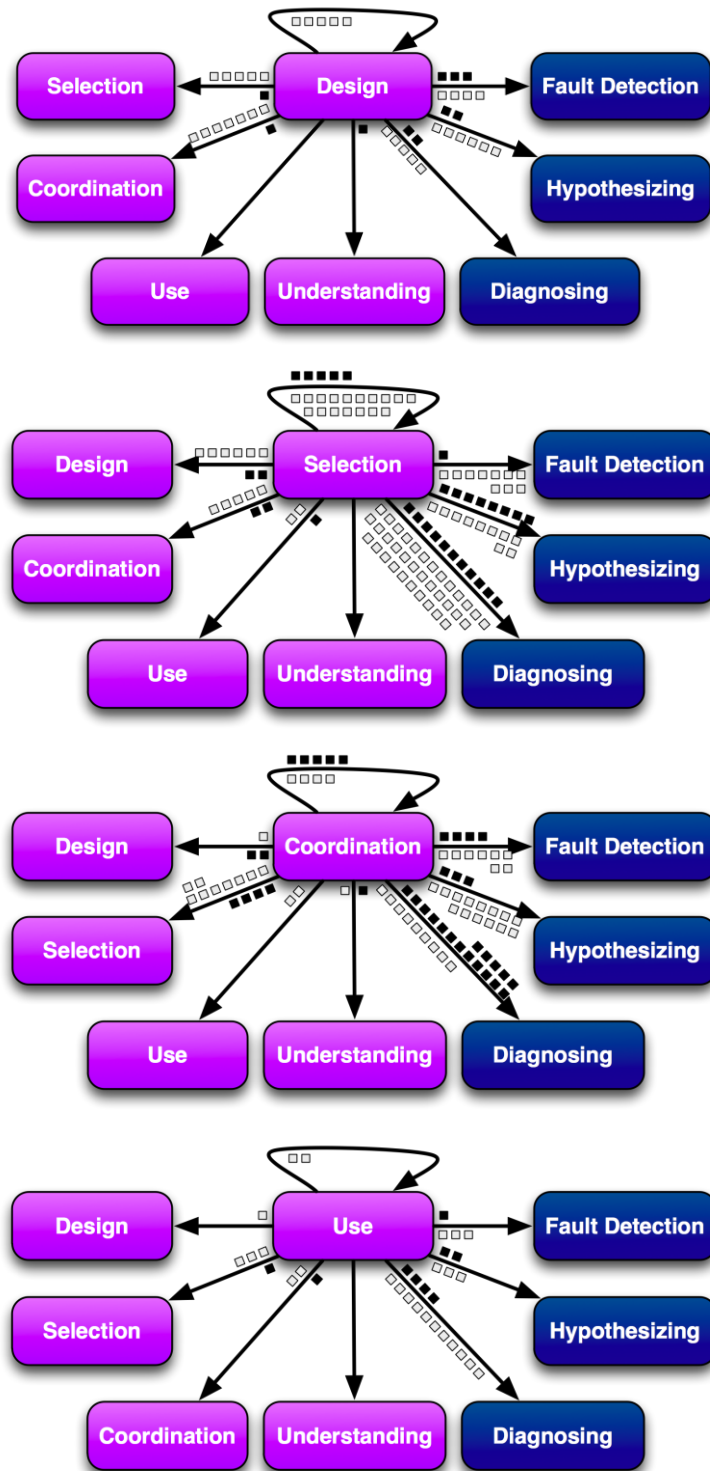 Selection
Design
Fault Detection
Coordination
Hypothesizing
Use
Understanding
Diagnosing
Design
Selection
Fault Detection
Coordination
Hypothesizing
Use
Understanding
Diagnosing
Design
Coordination
Fault Detection
Selection
Hypothesizing
Use
Understanding
Diagnosing
Design
Use
Fault Detection
Selection
Hypothesizing
Coordination
Understanding
Diagnosing